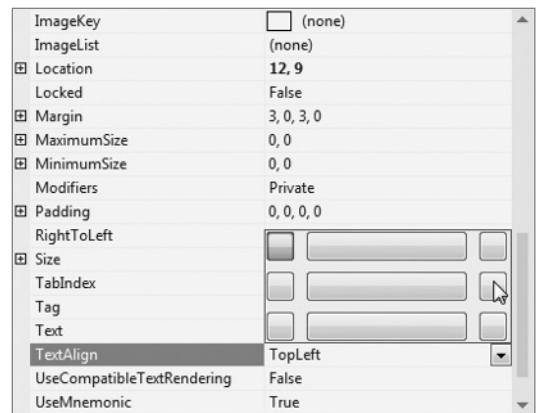 ImageKey (none)
ImageList (none)
Location 12, 9
Locked False
Margin 3, 0, 3, 0
MaximumSize 0, 0
MinimumSize 0, 0
Modifiers Private
Padding 0, 0, 0, 0
RightToLeft
Size
TabIndex
Tag
Text
TextAlign TopLeft
UseCompatibleTextRendering False
UseMnemonic True